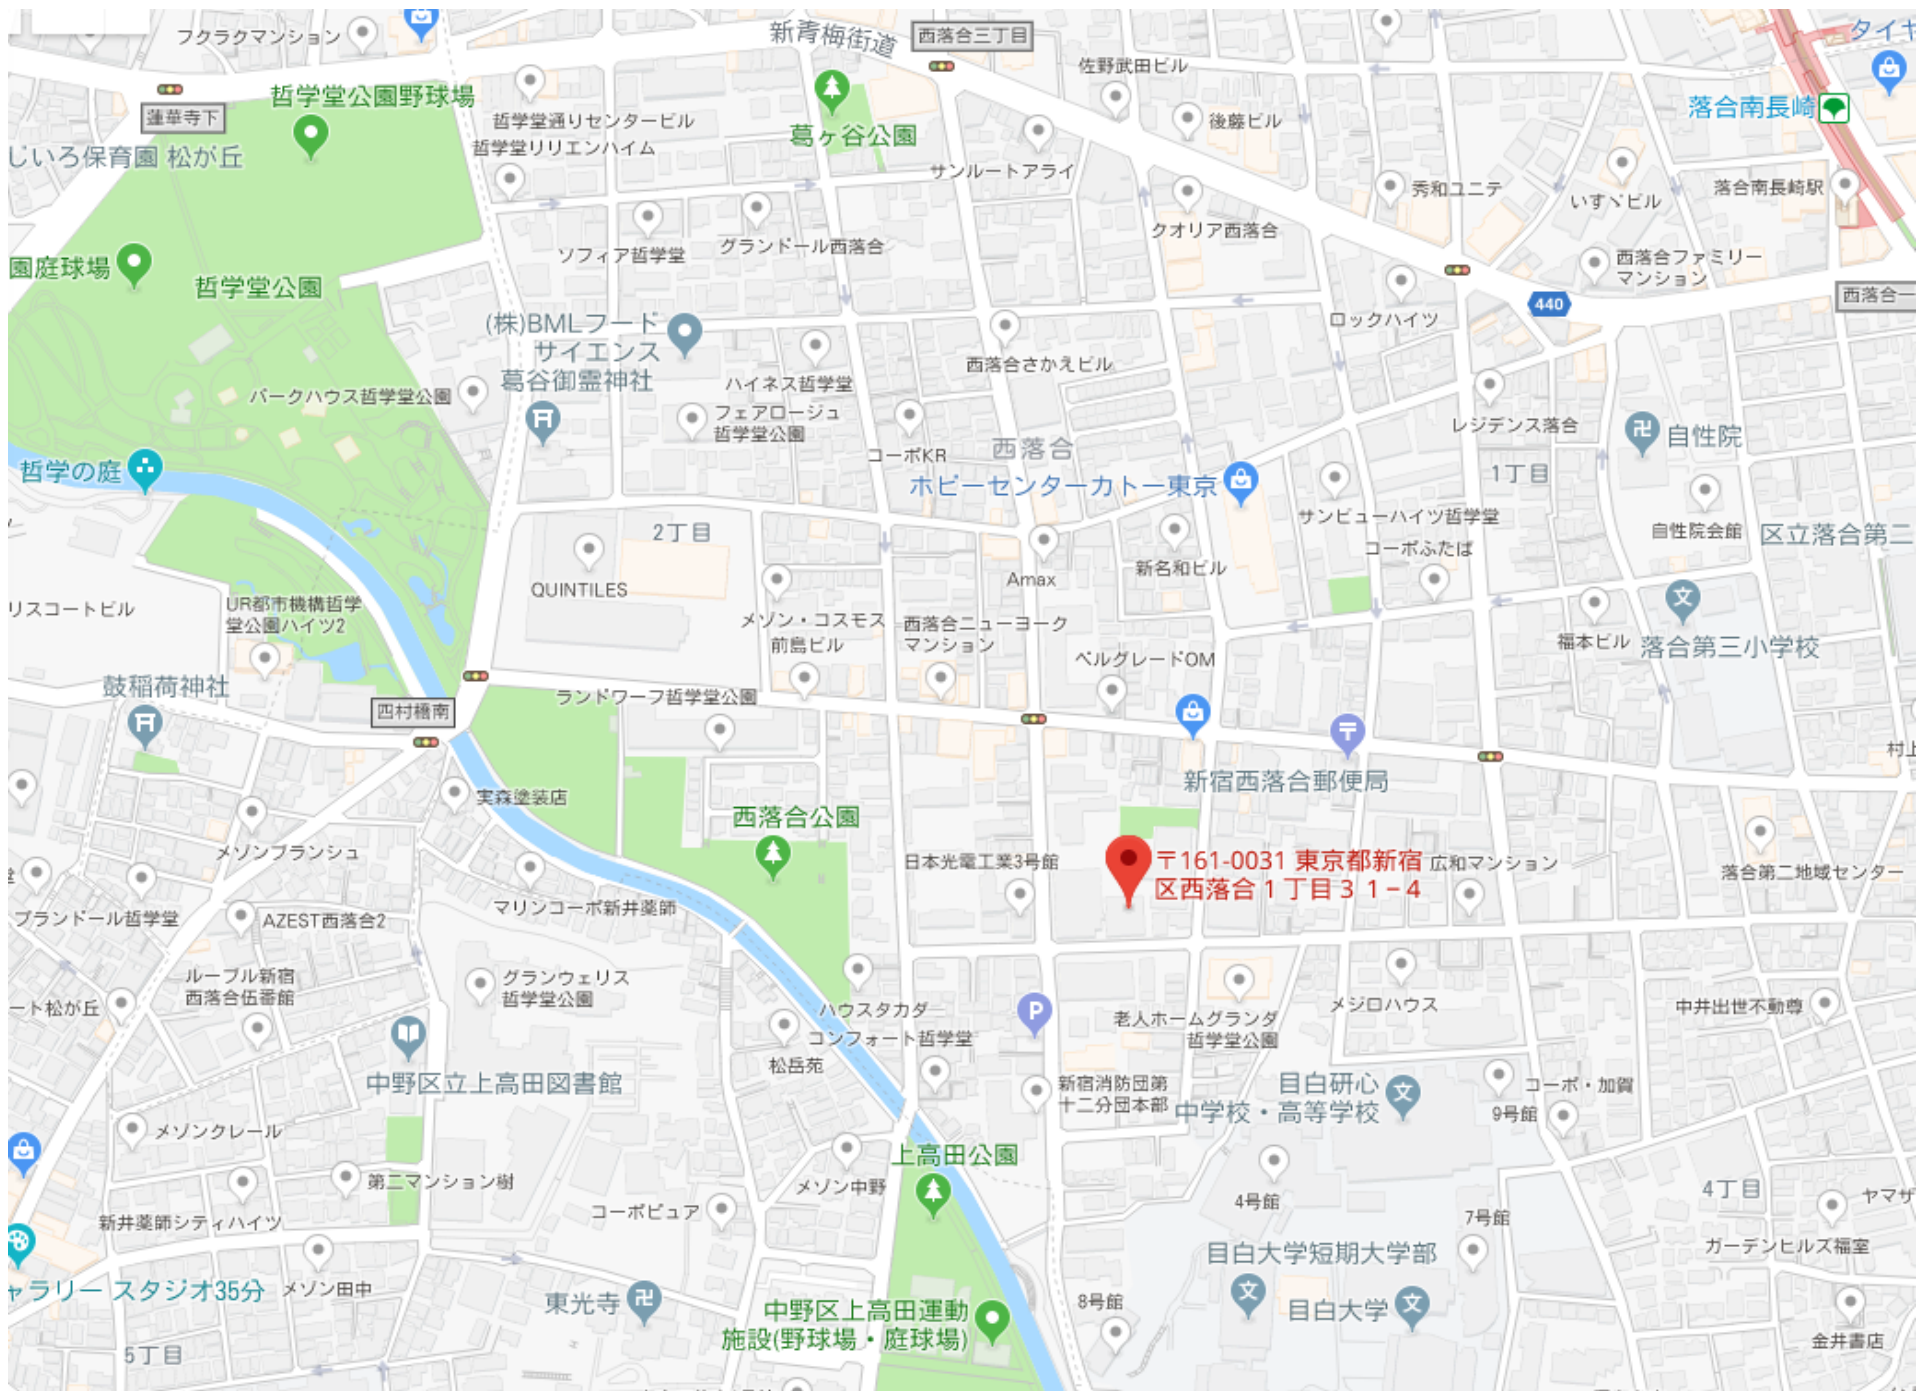 フクラクマンション
新青梅街道
西落合三丁目
佐野武田ビル
タイヤ
哲学堂公園野球場
蓮華寺下
哲学堂通りセンタービル
哲学堂リリエンハイム
葛ヶ谷公園
後藤ビル
落合南長崎
じいろ保育園 松が丘
サンルートアライ
秀和ユニテ
いすゞビル
落合南長崎駅
園庭球場
哲学堂公園
ソフィア哲学堂
グランドール西落合
クオリア西落合
西落合ファミリー
マンション
440
西落合一
(株)BMLフード
サイエンス
葛谷御霊神社
ロックハイツ
西落合さかえビル
パークハウス哲学堂公園
ハイネス哲学堂
フェアロージュ
哲学堂公園
レジデンス落合
自性院
コーポKR
西落合
哲学の庭
ホビーセンターカトー東京
1丁目
サンビューハイツ哲学堂
2丁目
自性院会館
区立落合第二
コーポふたば
QUINTILES
Amax
新名和ビル
リスコートビル
UR都市機構哲学
堂公園ハイツ2
メゾン・コスモス
前島ビル
西落合ニューヨーク
マンション
福本ビル
落合第三小学校
ベルグレードOM
鼓稲荷神社
四村橋南
ランドワーフ哲学堂公園
村上
新宿西落合郵便局
実森塗装店
西落合公園
メゾンブランシュ
日本光電工業3号館
〒161-0031 東京都新宿
区西落合1丁目31−4
広和マンション
落合第二地域センター
堂
ブランドール哲学堂
AZEST西落合2
マリンコーポ新井薬師
ルーブル新宿
西落合伍番館
グランウェリス
哲学堂公園
ート松が丘
ハウスタカダ
コンフォート哲学堂
P
老人ホームグランダ
哲学堂公園
メジロハウス
中井出世不動尊
松岳苑
中野区立上高田図書館
新宿消防団第
十二分団本部
目白研心
中学校・高等学校
コーポ・加賀
9号館
メゾンクレール
上高田公園
第二マンション樹
メゾン中野
4号館
4丁目
ヤマザ
新井薬師シティハイツ
コーポピュア
7号館
目白大学短期大学部
ガーデンヒルズ福室
ャラリー スタジオ35分
メゾン田中
東光寺
中野区上高田運動
施設(野球場・庭球場)
8号館
目白大学
金井書店
5丁目